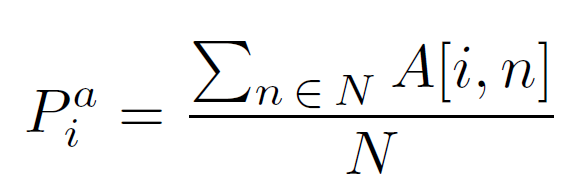 P_i^a = \frac{\sum_{n \in N} A[i, n]}{N}